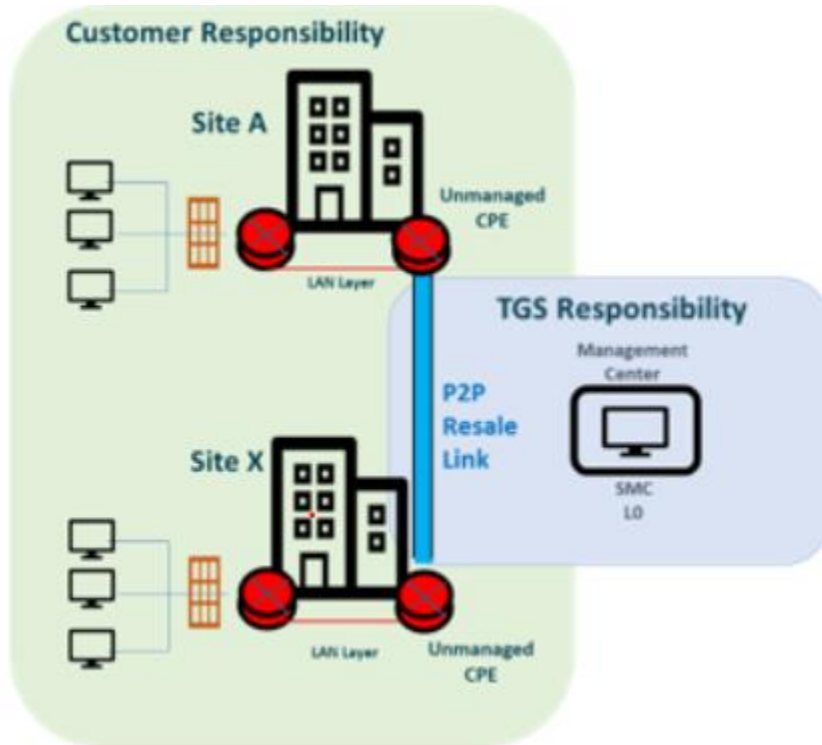 Customer Responsibility
Site A
Unmanaged
CPE
LAN Layer
TGS Responsibility
Management
Center
P2P
Resale
Link
SMC
L0
Site X
LAN Layer
Unmanaged
CPE